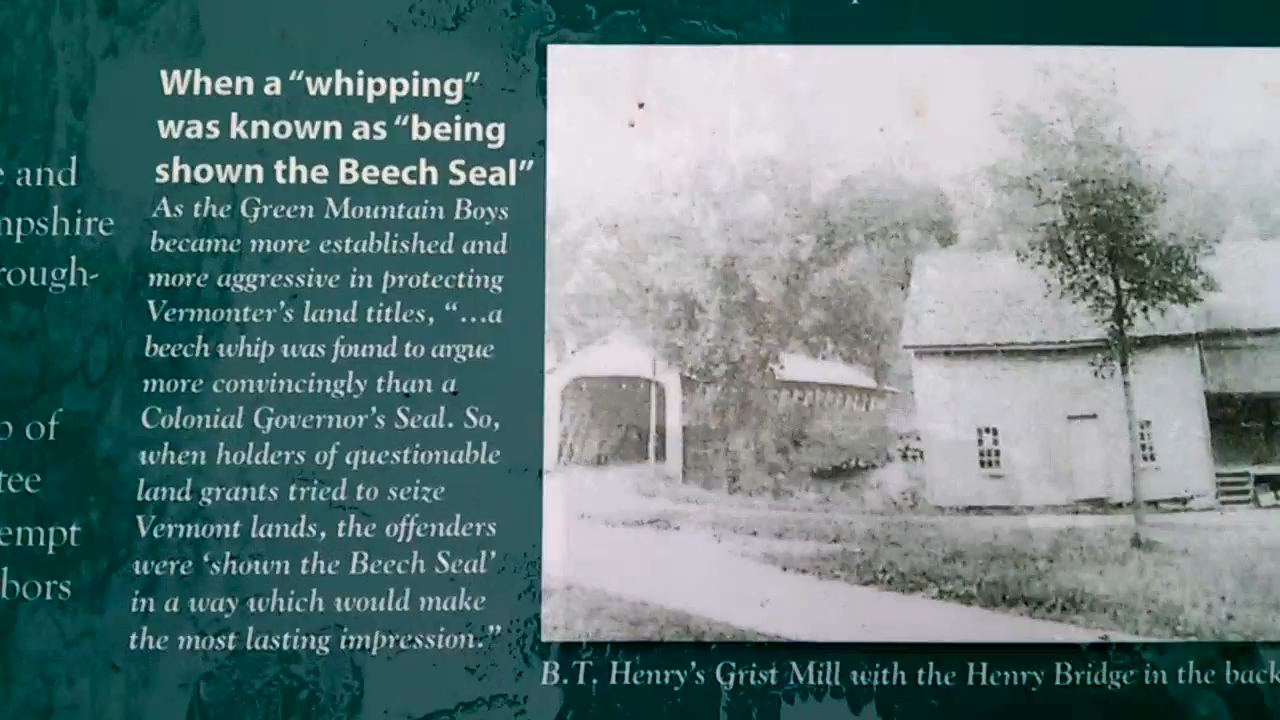 and
rough-
of
When a “whipping”
was known as “being
shown the Beech Seal”
As the Green Mountain Boys
became more established and
more aggressive in protecting
Vermonter’s land titles, “...a
beech whip was found to argue
more convincingly than a
Colonial Governor’s Seal. So,
when holders of questionable
land grants tried to seize
Vermont lands, the offenders
were ‘shown the Beech Seal’
in a way which would make
the most lasting impression.”
B.T. Henry’s Grist Mill with the Henry Bridge in the back